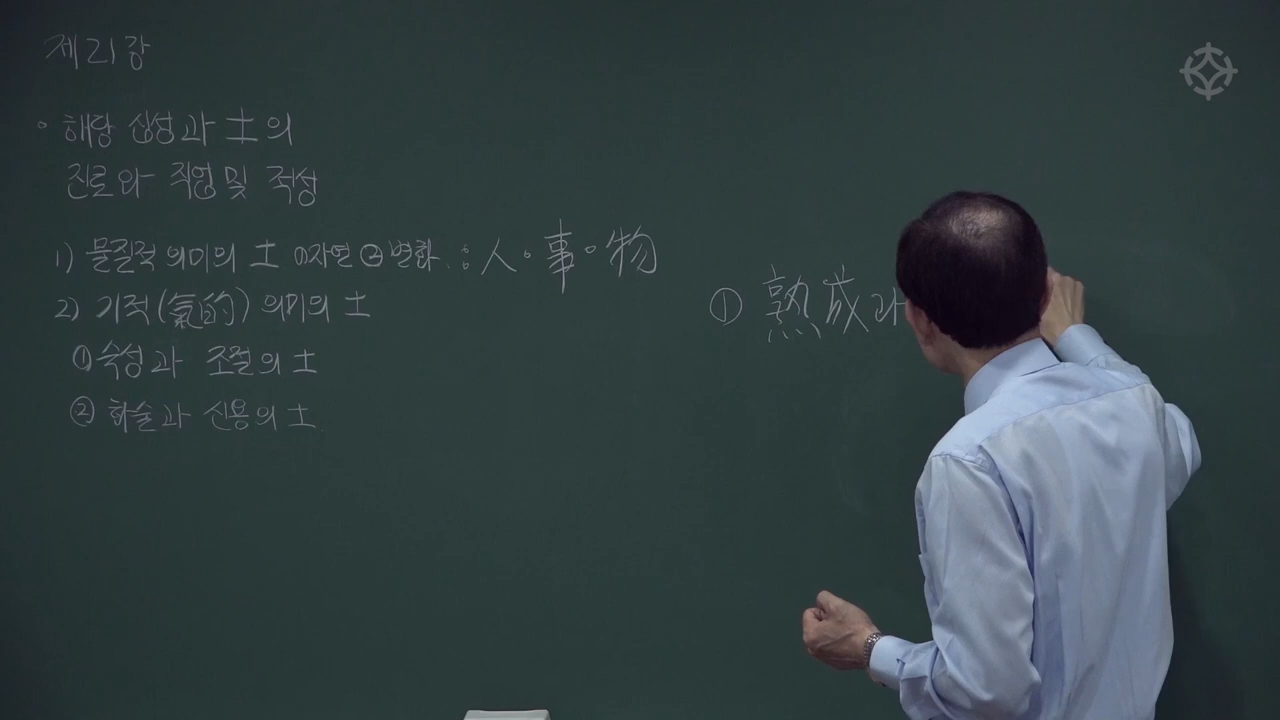 제21강
◦ 해당 십성과 土의
진로와 직업 및 적성
1) 물질적 의미의 土 ①자연 ②변화 人◦事◦物
2) 기적(氣的) 의미의 土
① 숙성과 조절의 土
② 학술과 신용의 土
① 熟成과